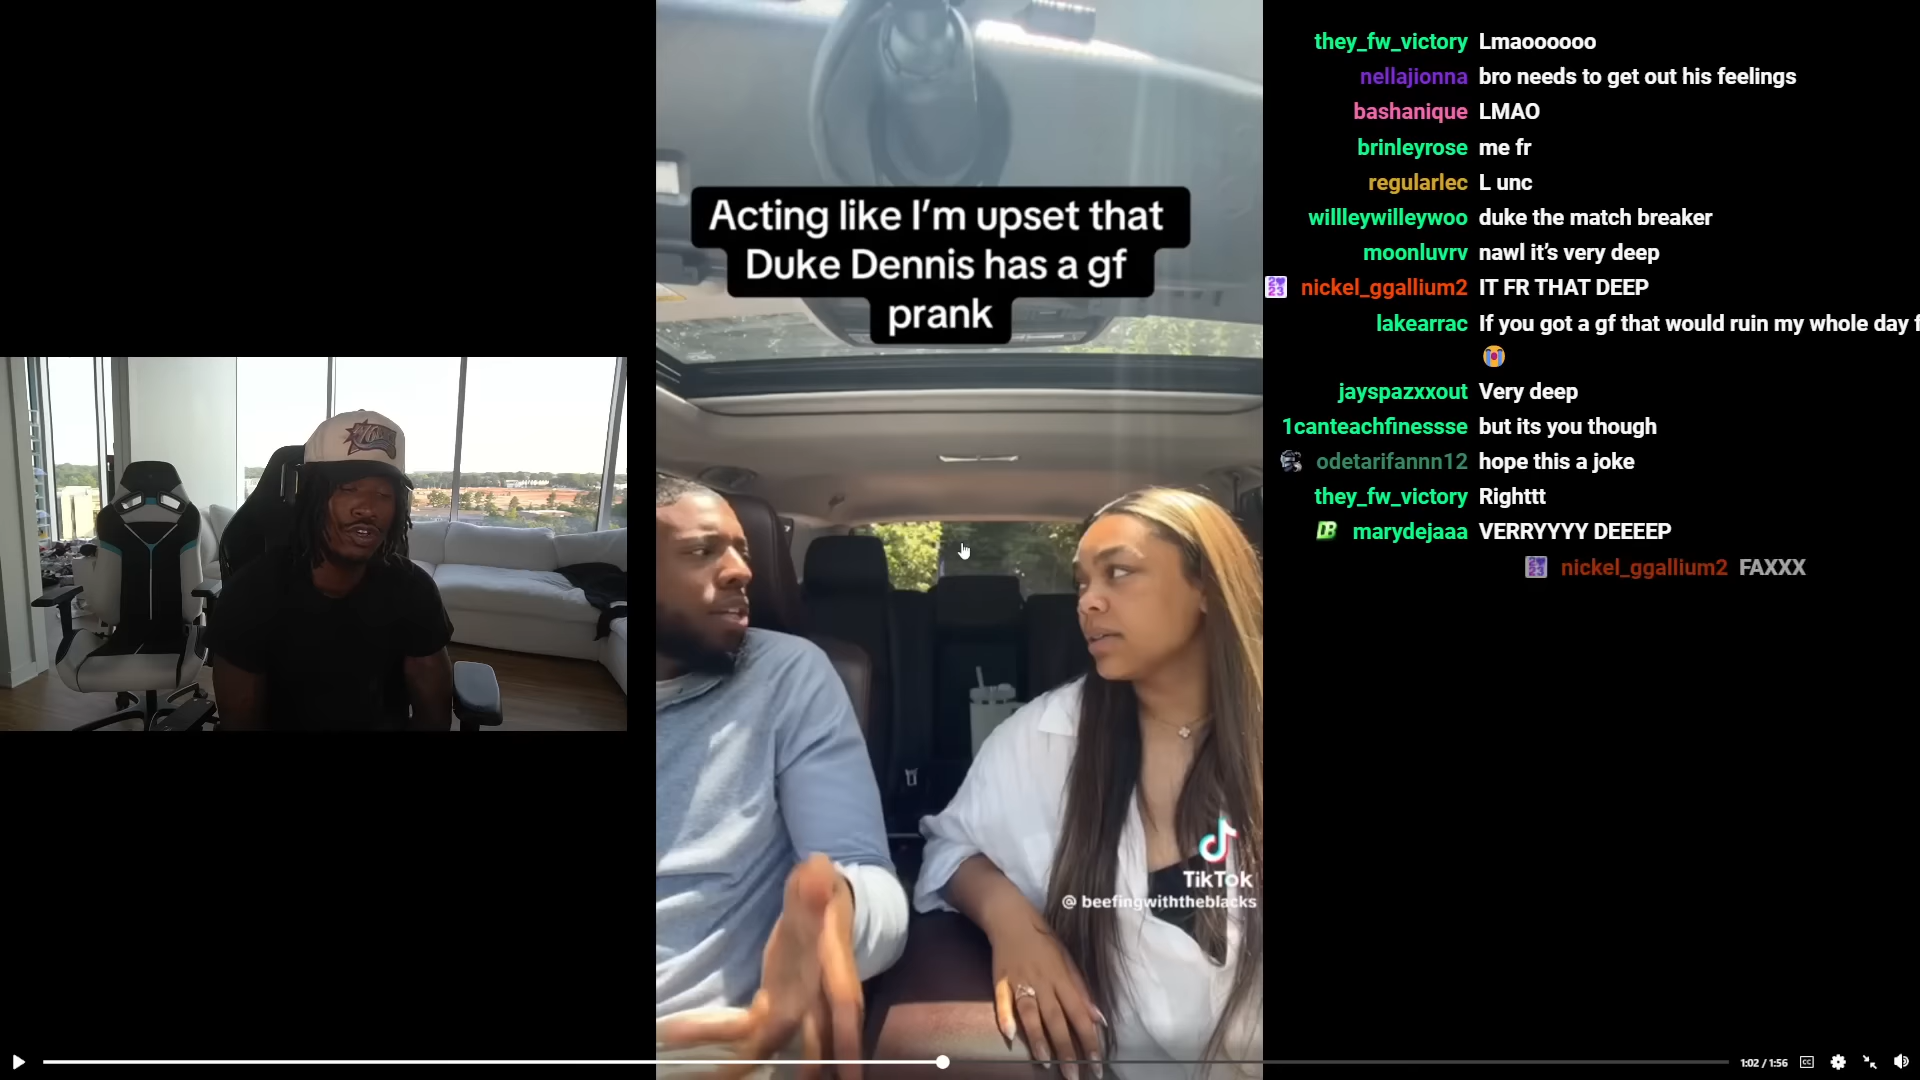 Acting like I'm upset that
Duke Dennis has a gf
prank
TikTok
@ beefingwiththeblacks
they_fw_victory Lmaoooooo
nellajionna bro needs to get out his feelings
bashanique LMAO
brinleyrose me fr
regularlec L unc
willleywilleywoo duke the match breaker
moonluvrv nawl it's very deep
nickel_ggallium2 IT FR THAT DEEP
lakearrac If you got a gf that would ruin my whole day f
jayspazxxout Very deep
1canteachfinessse but its you though
odetarifannn12 hope this a joke
they_fw_victory Righttt
marydejaaa VERRYYYY DEEEEP
nickel_ggallium2 FAXXX
1:02 / 1:56